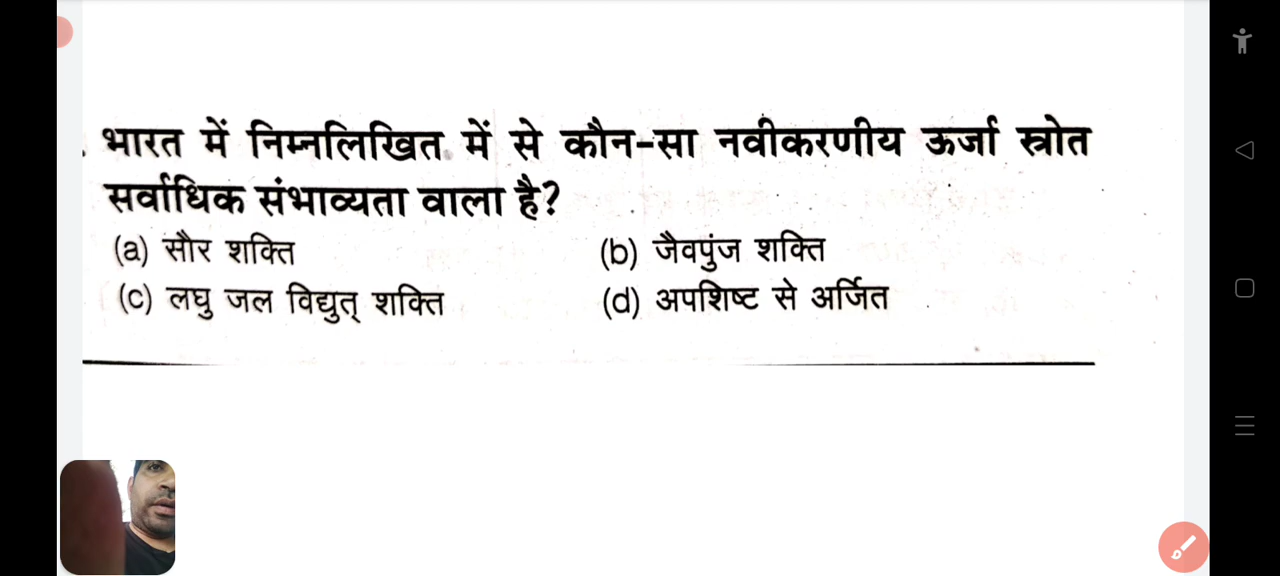 भारत में निम्नलिखित में से कौन-सा नवीकरणीय ऊर्जा स्त्रोत
सर्वाधिक संभाव्यता वाला है?
(a) सौर शक्ति (b) जैवपुंज शक्ति
(c) लघु जल विद्युत् शक्ति (d) अपशिष्ट से अर्जित